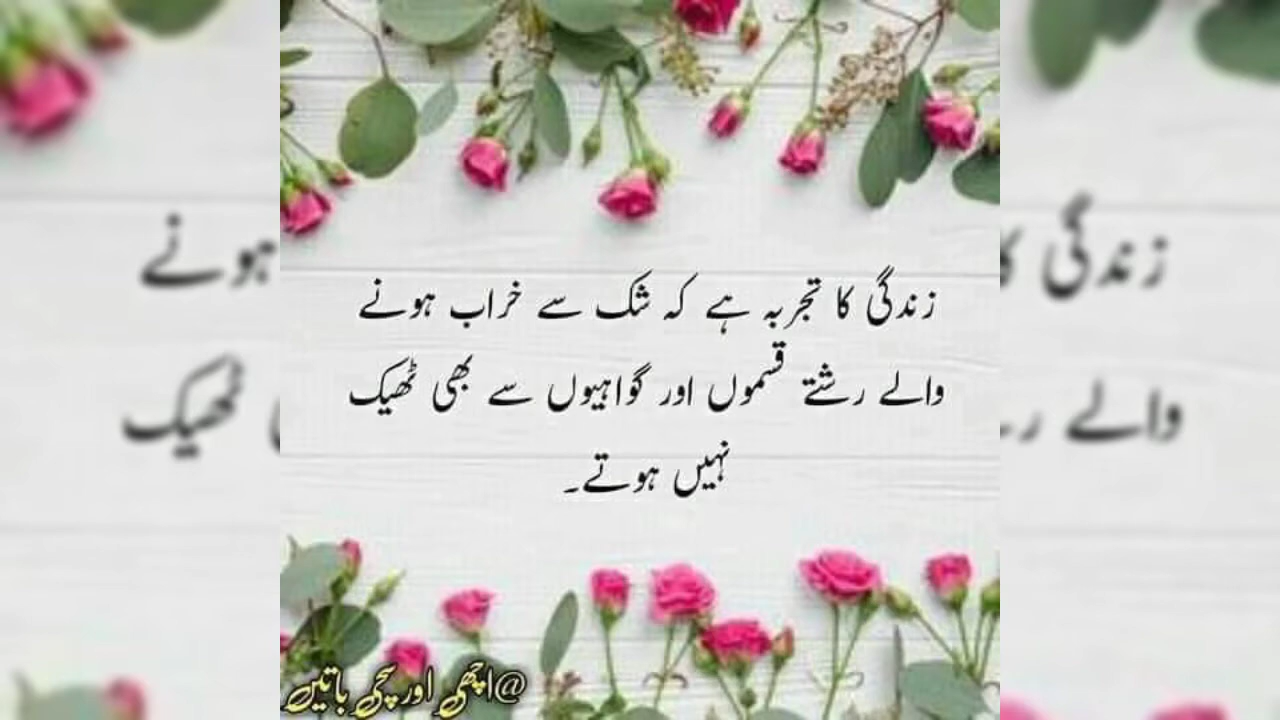 زندگی کا تجربہ ہے کہ شک سے خراب ہونے
والے رشتے قسموں اور گواہیوں سے بھی ٹھیک
نہیں ہوتے۔
@اچھی اور سچی باتیں